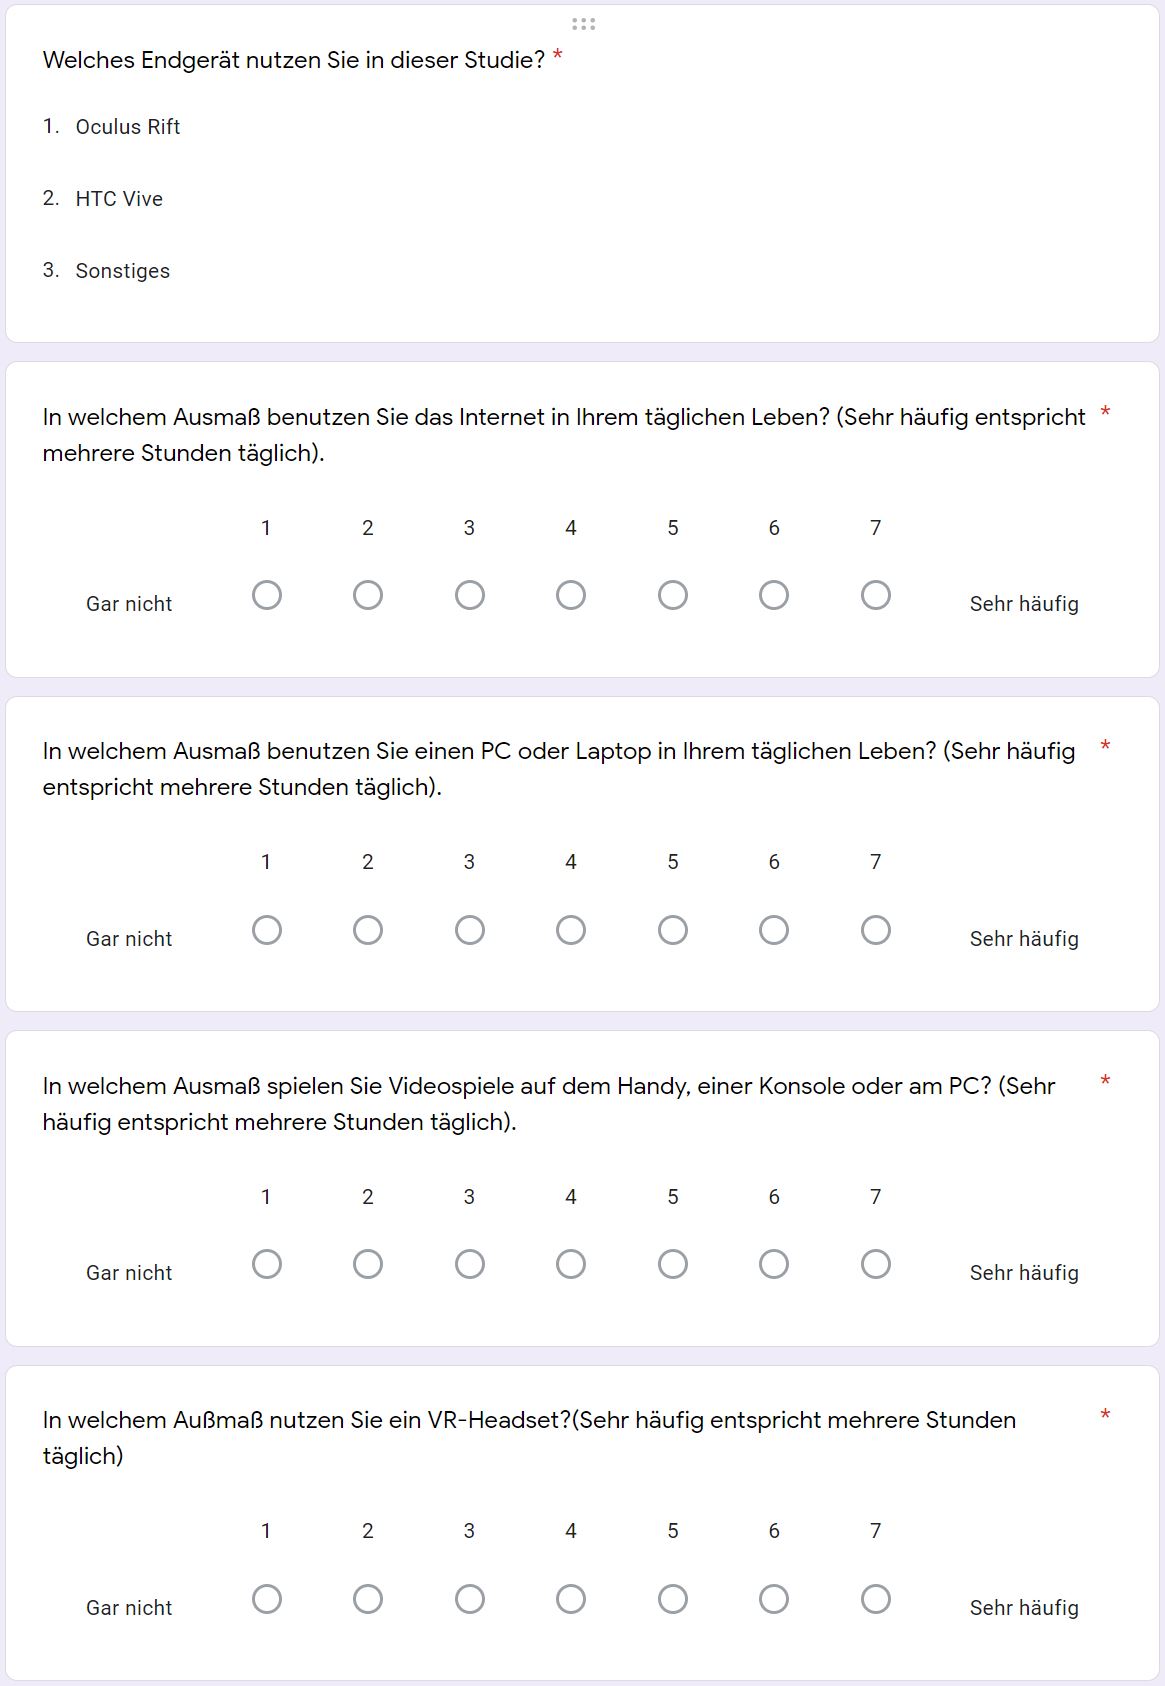 Welches Endgerät nutzen Sie in dieser Studie? *
1. Oculus Rift
2. HTC Vive
3. Sonstiges
In welchem Ausmaß benutzen Sie das Internet in Ihrem täglichen Leben? (Sehr häufig entspricht *
mehrere Stunden täglich).
1 2 3 4 5 6 7
Gar nicht Sehr häufig
In welchem Ausmaß benutzen Sie einen PC oder Laptop in Ihrem täglichen Leben? (Sehr häufig *
entspricht mehrere Stunden täglich).
1 2 3 4 5 6 7
Gar nicht Sehr häufig
In welchem Ausmaß spielen Sie Videospiele auf dem Handy, einer Konsole oder am PC? (Sehr *
häufig entspricht mehrere Stunden täglich).
1 2 3 4 5 6 7
Gar nicht Sehr häufig
In welchem Außmaß nutzen Sie ein VR-Headset?(Sehr häufig entspricht mehrere Stunden *
täglich)
1 2 3 4 5 6 7
Gar nicht Sehr häufig